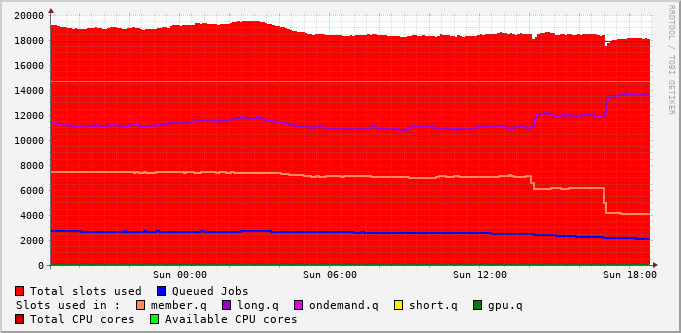 RRDTOOL / TOBI OETIKER
20000
18000
16000
14000
12000
10000
8000
6000
4000
2000
0
Sun 00:00 Sun 06:00 Sun 12:00 Sun 18:00
Total slots used Queued Jobs
Slots used in : member.q long.q ondemand.q short.q gpu.q
Total CPU cores Available CPU cores